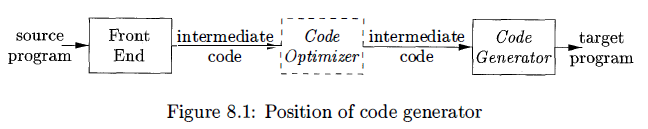 source
program
Front
End
intermediate
code
Code
Optimizer
intermediate
code
Code
Generator
target
program
Figure 8.1: Position of code generator